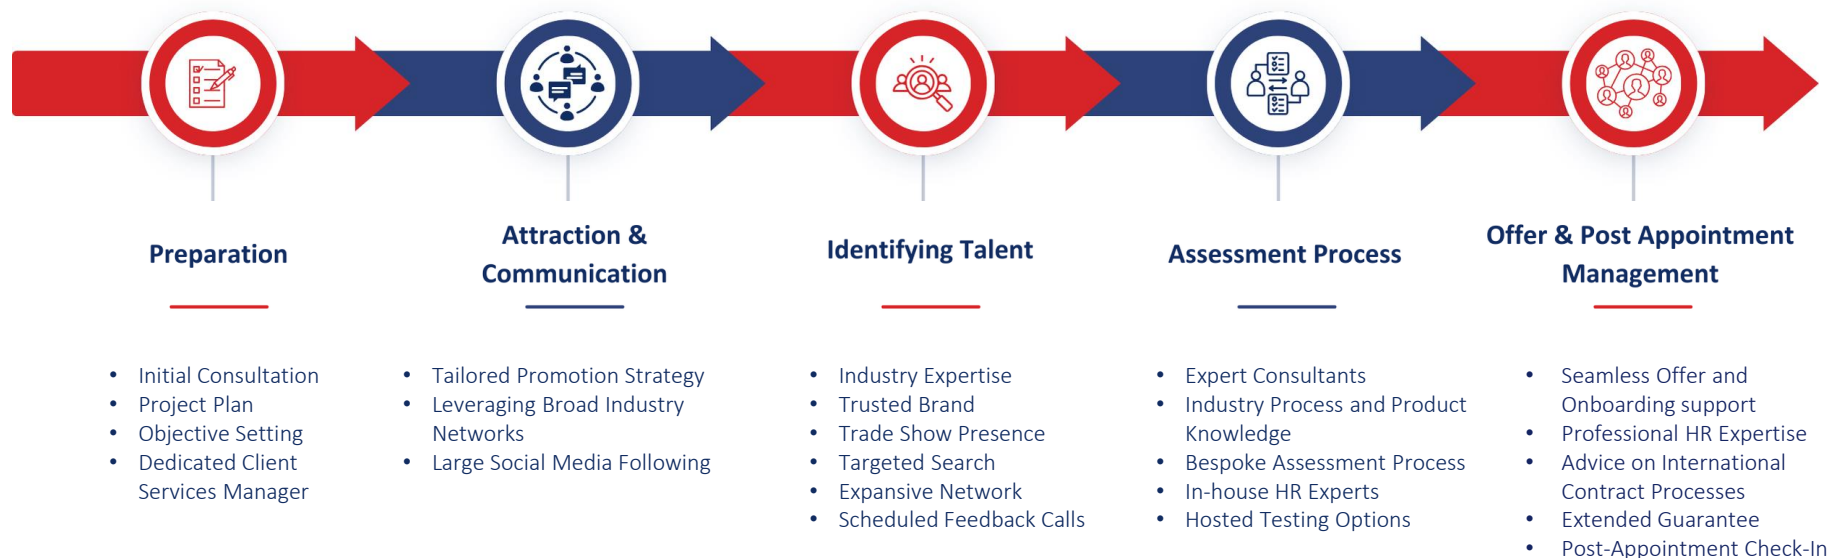 Preparation
• Initial Consultation
• Project Plan
• Objective Setting
• Dedicated Client
Services Manager
Attraction &
Communication
• Tailored Promotion Strategy
• Leveraging Broad Industry
Networks
• Large Social Media Following
Identifying Talent
• Industry Expertise
• Trusted Brand
• Trade Show Presence
• Targeted Search
• Expansive Network
• Scheduled Feedback Calls
Assessment Process
• Expert Consultants
• Industry Process and Product
Knowledge
• Bespoke Assessment Process
• In-house HR Experts
• Hosted Testing Options
Offer & Post Appointment
Management
• Seamless Offer and
Onboarding support
• Professional HR Expertise
• Advice on International
Contract Processes
• Extended Guarantee
• Post-Appointment Check-In